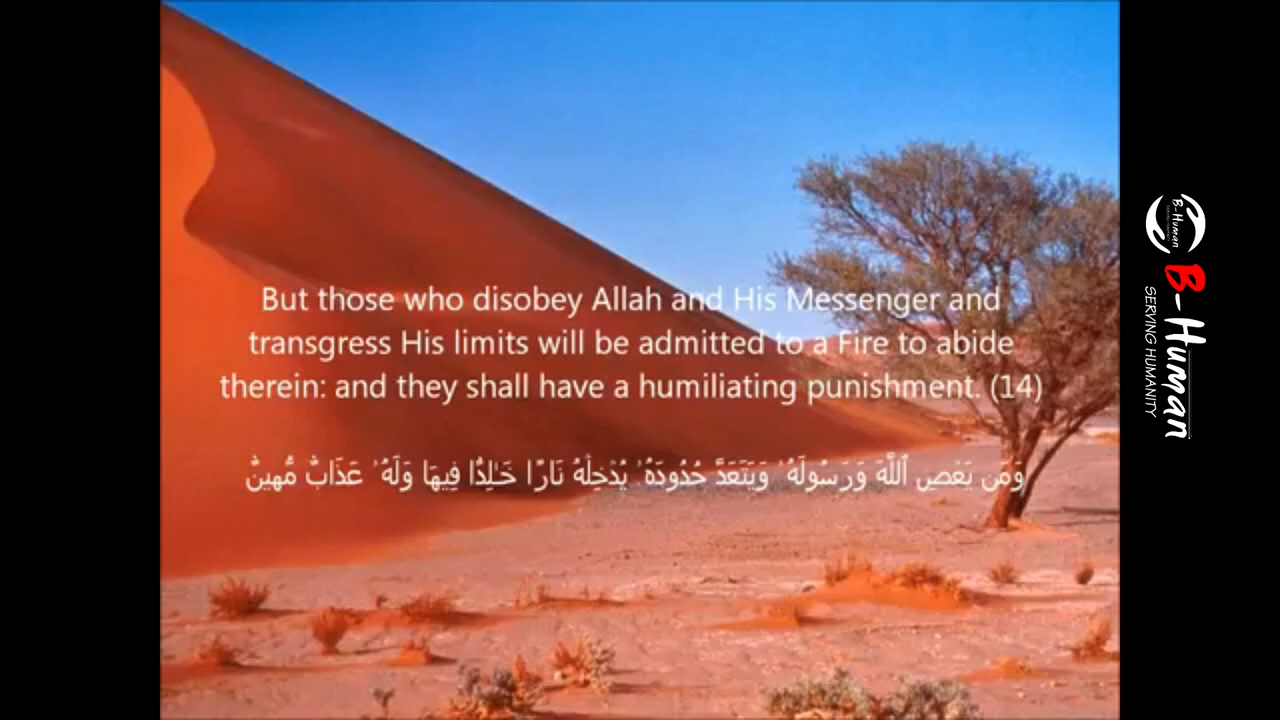 But those who disobey Allah and His Messenger and
transgress His limits will be admitted to a Fire to abide
therein: and they shall have a humiliating punishment. (14)
وَمَن يَعْصِ ٱللَّهَ وَرَسُولَهُۥ وَيَتَعَدَّ حُدُودَهُۥ يُدْخِلْهُ نَارًا خَـٰلِدًا فِيهَا وَلَهُۥ عَذَابٌ مُّهِينٌ
B-Human
B-Human
SERVING HUMANITY